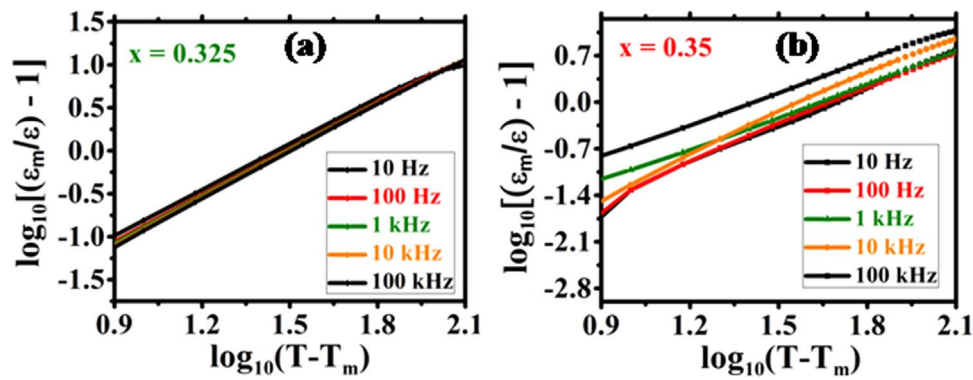 (a)
x = 0.325
log₁₀[(εₘ/ε) - 1]
1.5
1.0
0.5
0.0
-0.5
-1.0
-1.5
10 Hz
100 Hz
1 kHz
10 kHz
100 kHz
0.9 1.2 1.5 1.8 2.1
log₁₀(T-Tₘ)
(b)
x = 0.35
log₁₀[(εₘ/ε) - 1]
0.7
0.0
-0.7
-1.4
-2.1
-2.8
10 Hz
100 Hz
1 kHz
10 kHz
100 kHz
0.9 1.2 1.5 1.8 2.1
log₁₀(T-Tₘ)